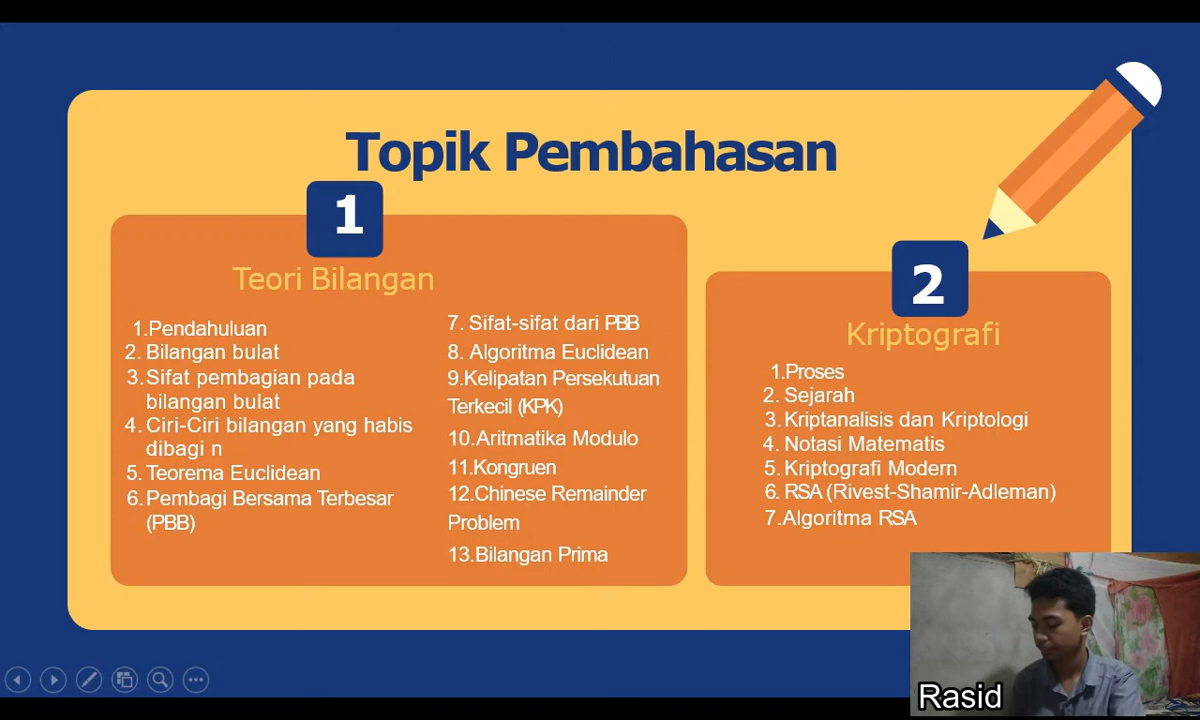 Topik Pembahasan
1
Teori Bilangan
1.Pendahuluan
2. Bilangan bulat
3. Sifat pembagian pada
bilangan bulat
4. Ciri-Ciri bilangan yang habis
dibagi n
5. Teorema Euclidean
6. Pembagi Bersama Terbesar
(PBB)
7. Sifat-sifat dari PBB
8. Algoritma Euclidean
9.Kelipatan Persekutuan
Terkecil (KPK)
10.Aritmatika Modulo
11.Kongruen
12.Chinese Remainder
Problem
13.Bilangan Prima
2
Kriptografi
1.Proses
2. Sejarah
3. Kriptanalisis dan Kriptologi
4. Notasi Matematis
5. Kriptografi Modern
6. RSA (Rivest-Shamir-Adleman)
7.Algoritma RSA
Rasid